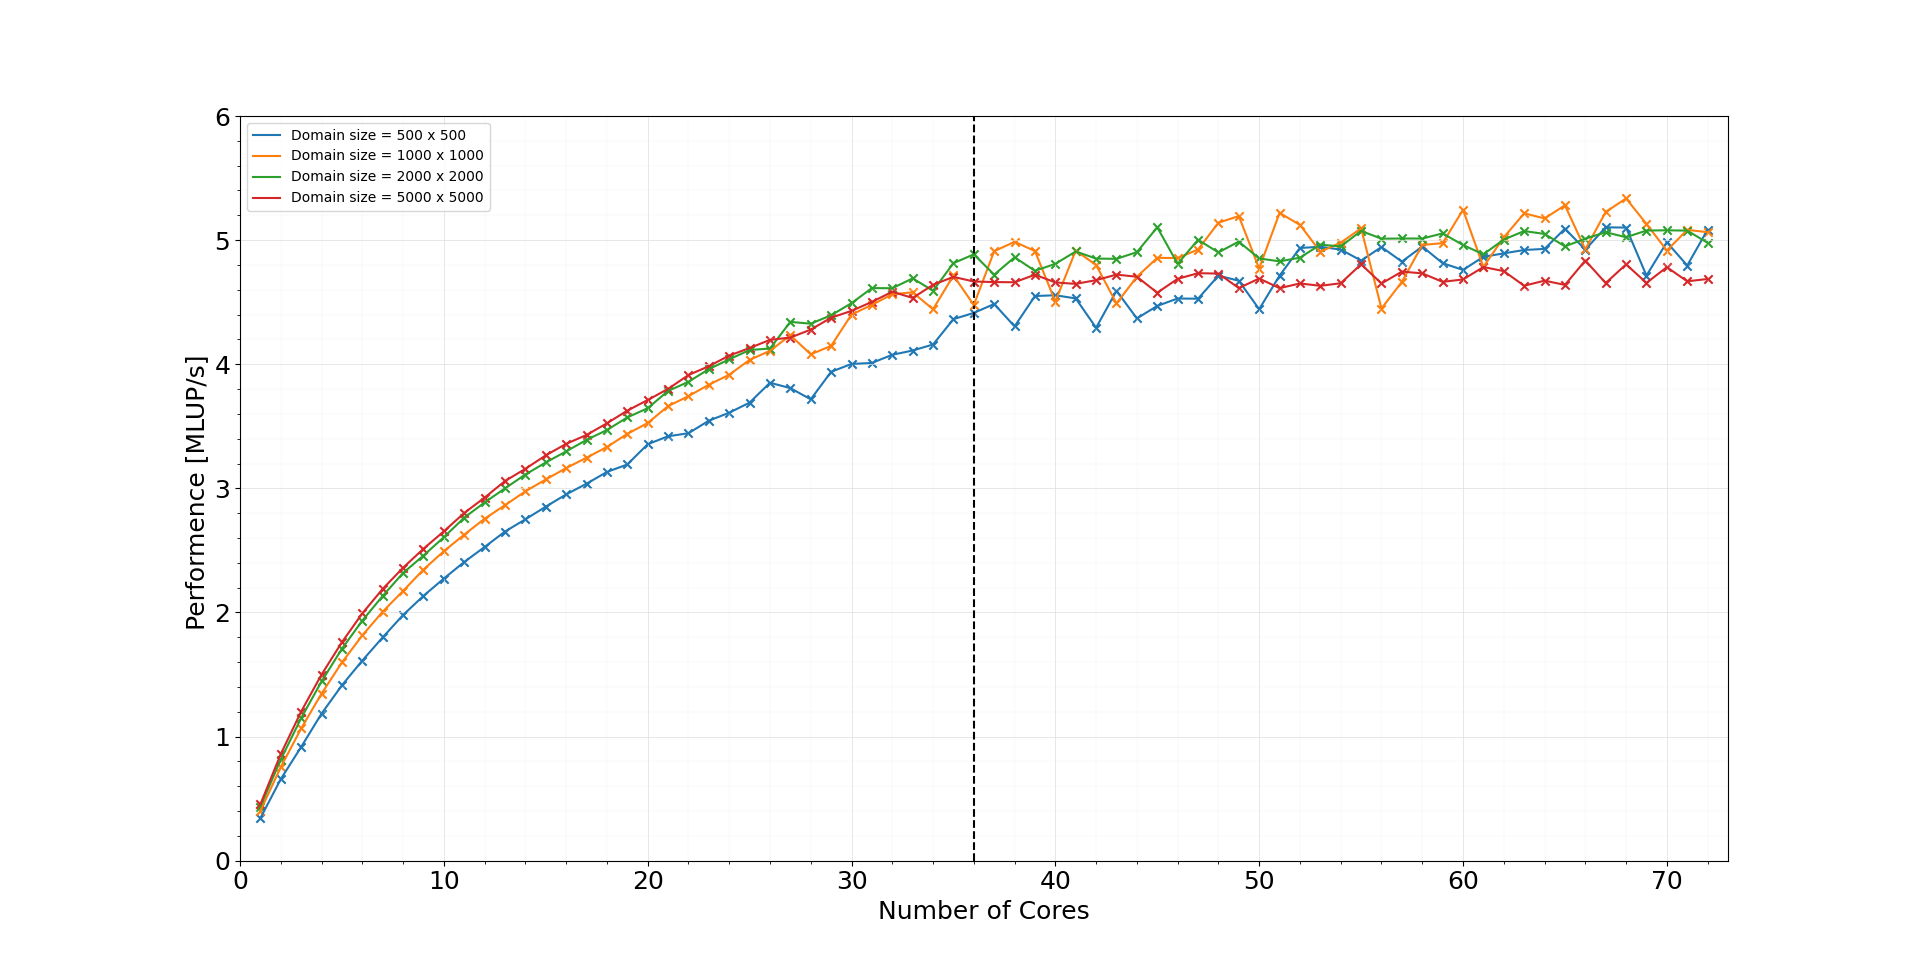 Domain size = 500 x 500
Domain size = 1000 x 1000
Domain size = 2000 x 2000
Domain size = 5000 x 5000
6
5
4
3
2
1
0
Performence [MLUP/s]
0 10 20 30 40 50 60 70
Number of Cores